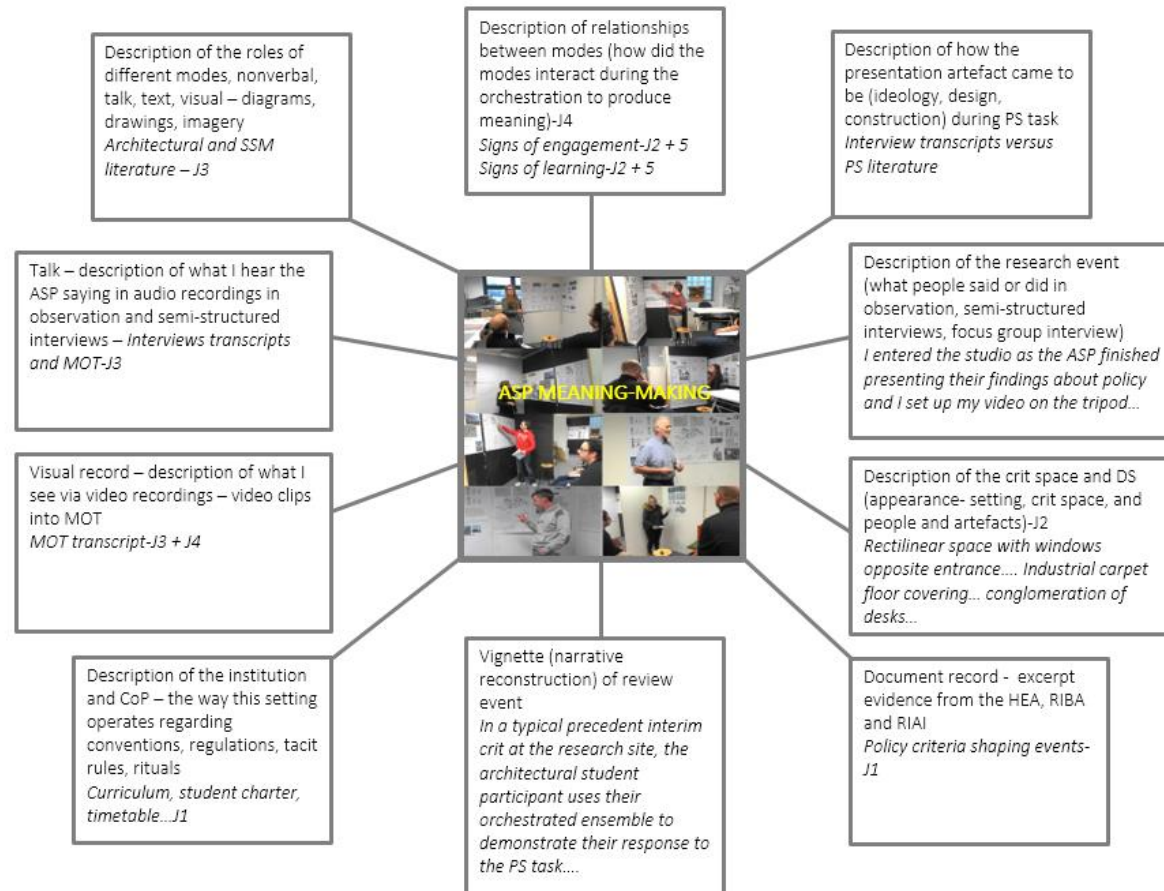 Description of the roles of
different modes, nonverbal,
talk, text, visual – diagrams,
drawings, imagery
Architectural and SSM
literature – J3
Description of relationships
between modes (how did the
modes interact during the
orchestration to produce
meaning)-J4
Signs of engagement-J2 + 5
Signs of learning-J2 + 5
Description of how the
presentation artefact came to
be (ideology, design,
construction) during PS task
Interview transcripts versus
PS literature
Talk – description of what I hear the
ASP saying in audio recordings in
observation and semi-structured
interviews – Interviews transcripts
and MOT-J3
ASP MEANING-MAKING
Description of the research event
(what people said or did in
observation, semi-structured
interviews, focus group interview)
I entered the studio as the ASP finished
presenting their findings about policy
and I set up my video on the tripod...
Visual record – description of what I
see via video recordings – video clips
into MOT
MOT transcript-J3 + J4
Description of the crit space and DS
(appearance- setting, crit space, and
people and artefacts)-J2
Rectilinear space with windows
opposite entrance.... Industrial carpet
floor covering... conglomeration of
desks...
Description of the institution
and CoP – the way this setting
operates regarding
conventions, regulations, tacit
rules, rituals
Curriculum, student charter,
timetable...J1
Vignette (narrative
reconstruction) of review
event
In a typical precedent interim
crit at the research site, the
architectural student
participant uses their
orchestrated ensemble to
demonstrate their response to
the PS task....
Document record - excerpt
evidence from the HEA, RIBA
and RIAI
Policy criteria shaping events-
J1